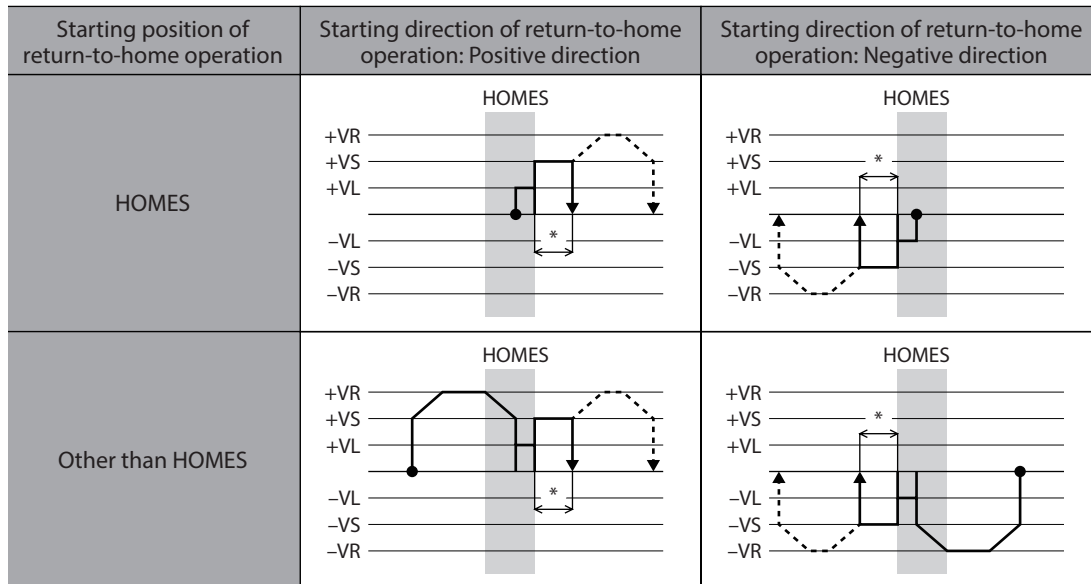 Starting position of
return-to-home operation
Starting direction of return-to-home
operation: Positive direction
Starting direction of return-to-home
operation: Negative direction
HOMES
HOMES
+VR
+VS
+VL
*
–VL
–VS
–VR
HOMES
+VR
+VS
*
+VL
–VL
–VS
–VR
Other than HOMES
HOMES
+VR
+VS
+VL
*
–VL
–VS
–VR
HOMES
+VR
+VS
*
+VL
–VL
–VS
–VR